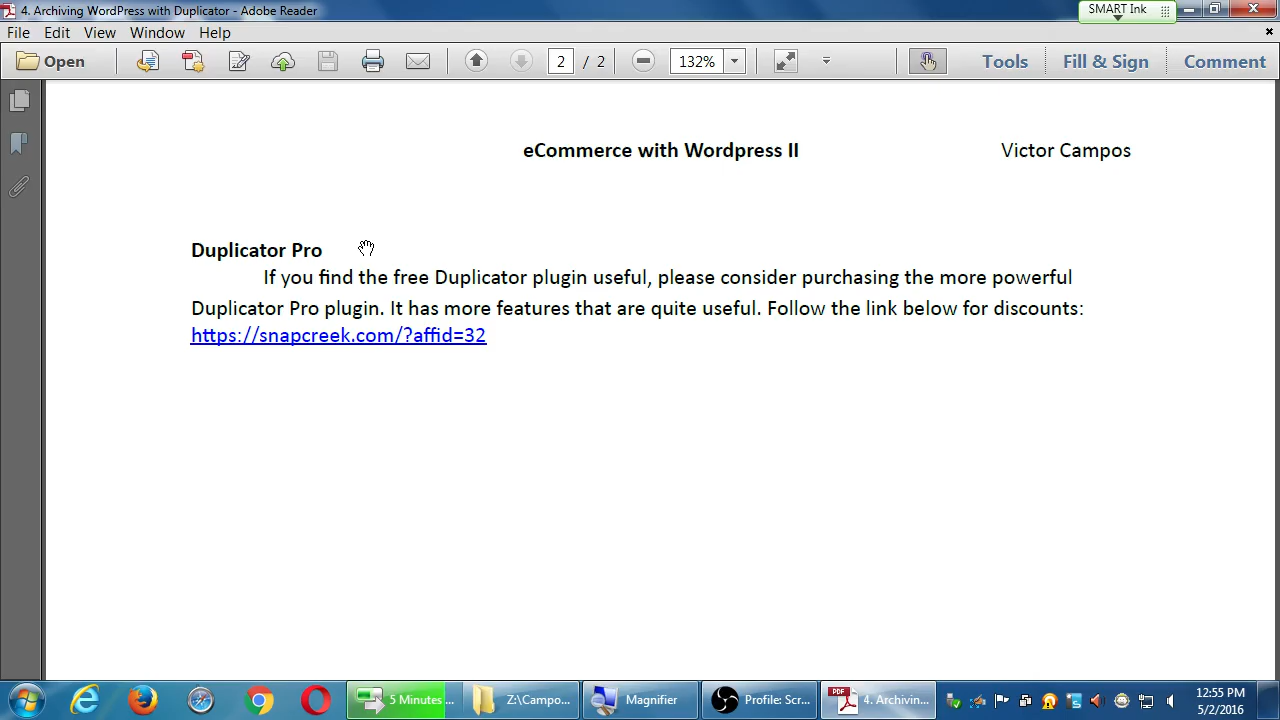 4. Archiving WordPress with Duplicator - Adobe Reader
SMART Ink
File Edit View Window Help
Open 2 / 2 132% Tools Fill & Sign Comment
eCommerce with Wordpress II Victor Campos
Duplicator Pro
If you find the free Duplicator plugin useful, please consider purchasing the more powerful
Duplicator Pro plugin. It has more features that are quite useful. Follow the link below for discounts:
https://snapcreek.com/?affid=32
5 Minutes ... Z:\Campo... Magnifier Profile: Scr... PDF 4. Archivin...
12:55 PM
5/2/2016